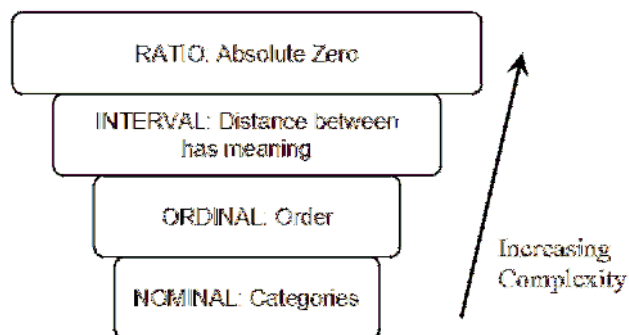 RATIO: Absolute Zero
INTERVAL: Distance between
has meaning
ORDINAL: Order
NOMINAL: Categories
Increasing
Complexity